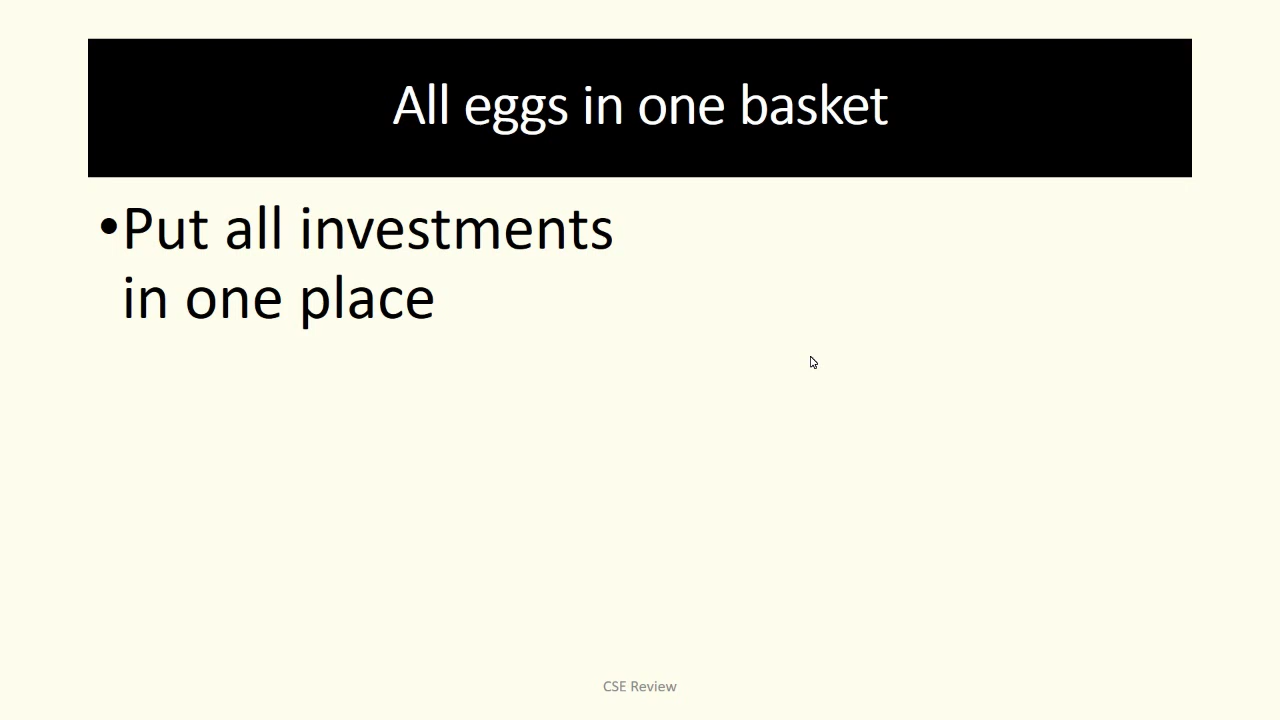 All eggs in one basket
•Put all investments
in one place
CSE Review